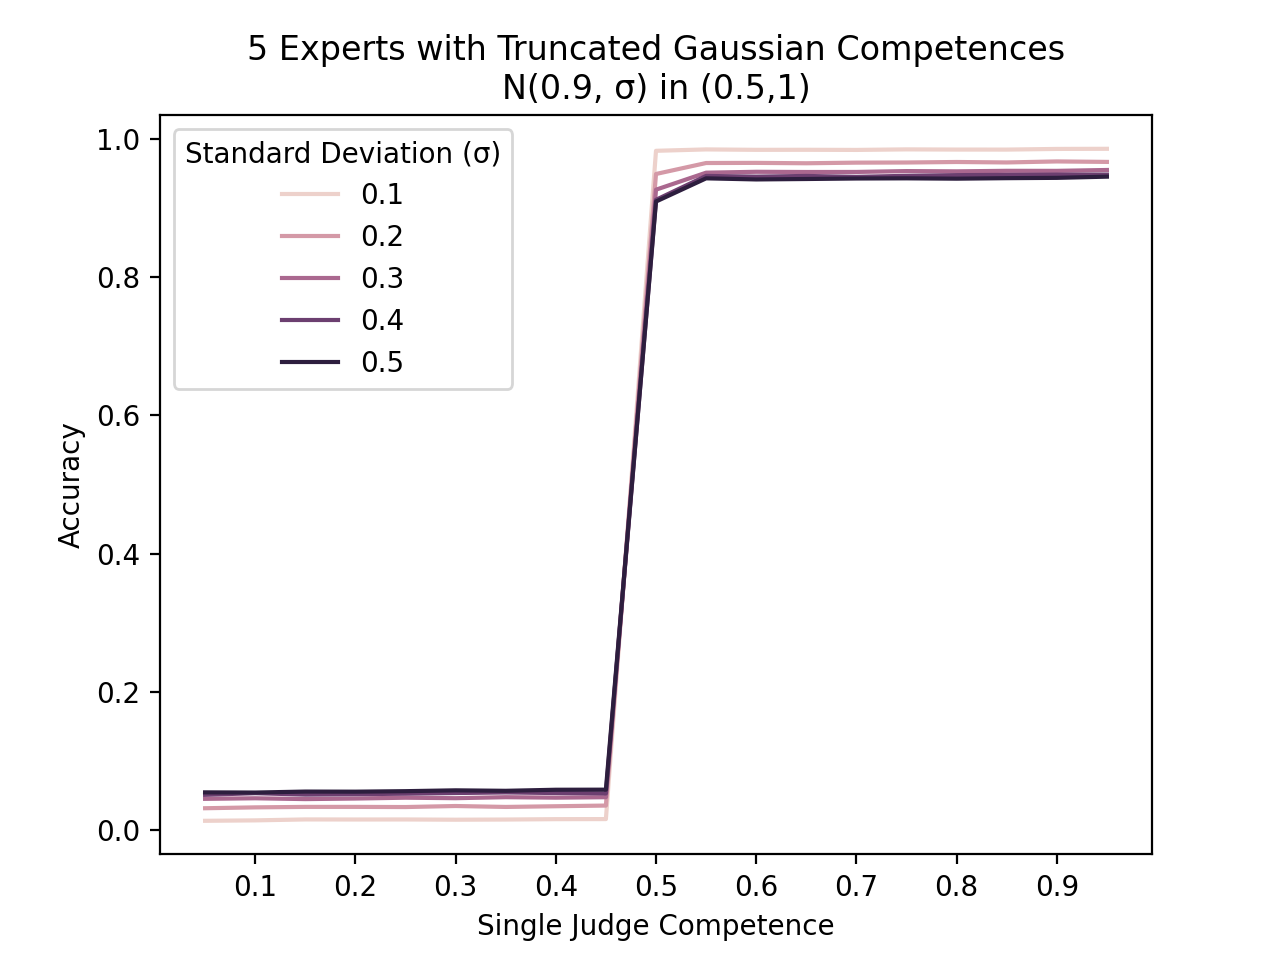 5 Experts with Truncated Gaussian Competences
N(0.9, σ) in (0.5,1)
Standard Deviation (σ)
0.1
0.2
0.3
0.4
0.5
Accuracy
1.0
0.8
0.6
0.4
0.2
0.0
0.1 0.2 0.3 0.4 0.5 0.6 0.7 0.8 0.9
Single Judge Competence